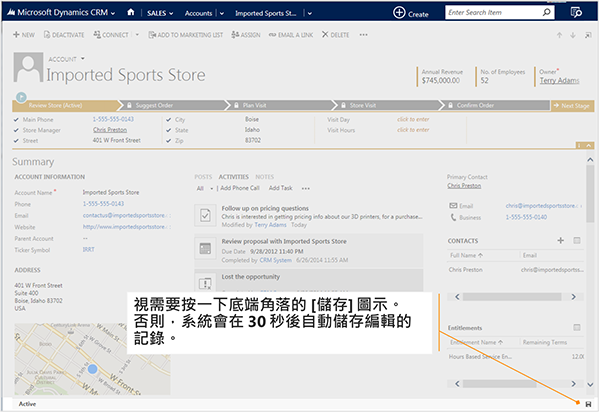 Microsoft Dynamics CRM SALES Accounts Imported Sports St... Create Enter Search Item
NEW DEACTIVATE CONNECT ADD TO MARKETING LIST ASSIGN EMAIL A LINK DELETE ...
ACCOUNT
Imported Sports Store
Annual Revenue No. of Employees Owner*
$745,000.00 52 Terry Adams
Review Store (Active) Suggest Order Plan Visit Store Visit Confirm Order Next Stage
Main Phone 1-555-555-0143 City Boise Visit Day click to enter
Store Manager Chris Preston State Idaho Visit Hours click to enter
Street 401 W Front Street Zip 83702
Summary
ACCOUNT INFORMATION
Account Name* Imported Sports Store
Phone 1-555-555-0143
Email contactus@importedsportsstore.
Website http://www.importedsportsstore.
Parent Account --
Ticker Symbol IRRT
ADDRESS
401 W Front Street
Suite 400
Boise, Idaho 83702
USA
POSTS ACTIVITIES NOTES
All Add Phone Call Add Task ...
Follow up on pricing questions
Chris is interested in getting pricing info about our 3D printers, for a purchase...
Modified by Terry Adams Today
Review proposal with Imported Sports Store
Due Date 9/28/2012 11:40 PM
Completed by CRM System 6/26/2014 11:55 AM
Lost the opportunity
Primary Contact
Chris Preston
Email chris@importedsportsstore
Business 1-555-555-0140
CONTACTS
Full Name Email
Chris Preston chris@importedsports
Entitlements
Entitlement Name Remaining Terms
Hours Based Service En... 12.00
視需要按一下底端角落的 [儲存] 圖示。
否則，系統會在 30 秒後自動儲存編輯的
記錄。
W Front St
Active